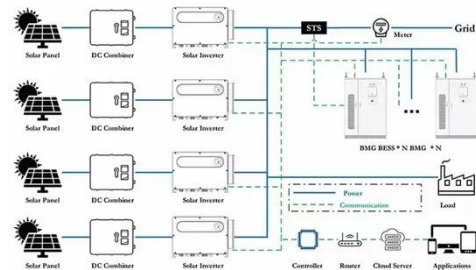 Solar Panel DC Combiner Solar Inverter
STS
Meter
Grid
Solar Panel DC Combiner Solar Inverter
BMG BESS * N BMG * N
Solar Panel DC Combiner Solar Inverter
Power
Communication
Load
Solar Panel DC Combiner Solar Inverter
Controller Router Cloud Server Applications